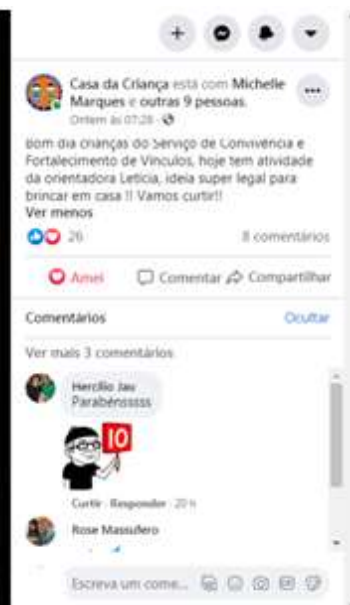 Casa da Criança está com Michelle
Marques e outras 9 pessoas.
Ontem às 07:28 ·
Bom dia crianças do Serviço de Convivência e
Fortalecimento de Vínculos, hoje tem atividade
da orientadora Letícia, ideia super legal para
brincar em casa !! Vamos curtir!!
Ver menos
26 8 comentários
Amei Comentar Compartilhar
Comentários Ocultar
Ver mais 3 comentários
Hercílio Jau
Parabénsssss
10
Curtir · Responder · 20 h
Rose Massufero
Escreva um come...
GIF